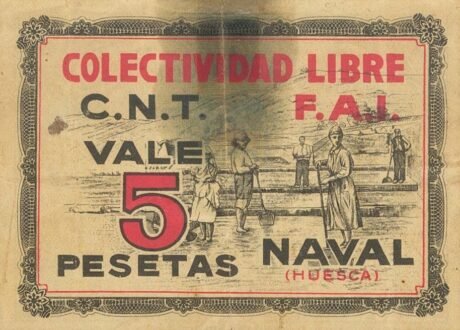 COLECTIVIDAD LIBRE
C.N.T. F.A.I.
VALE
5
PESETAS
NAVAL
(HUESCA)